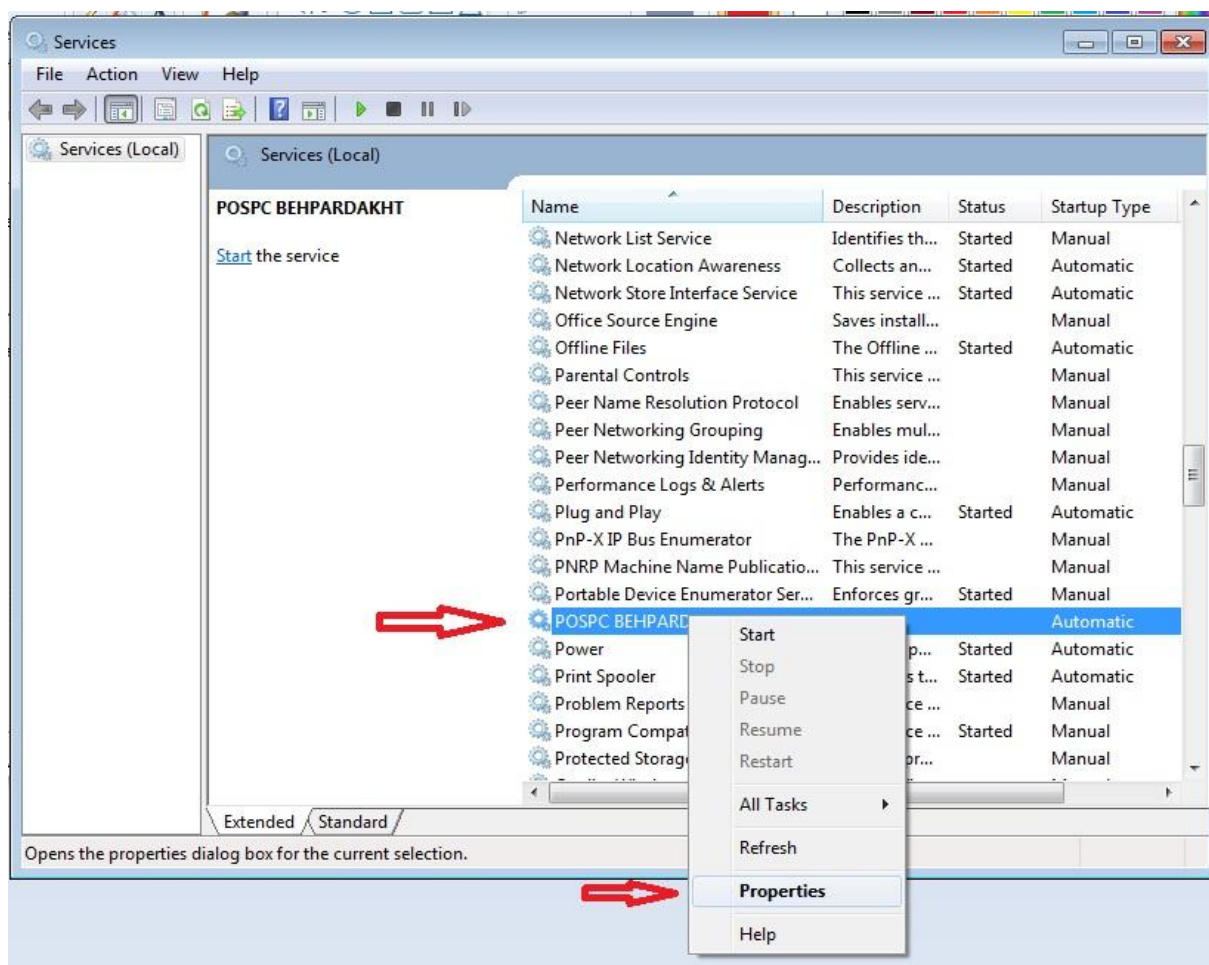 Services
File Action View Help
Services (Local)
Services (Local)
POSPC BEHPARDAKHT
Start the service
Name Description Status Startup Type
Network List Service Identifies th... Started Manual
Network Location Awareness Collects an... Started Automatic
Network Store Interface Service This service ... Started Automatic
Office Source Engine Saves install... Manual
Offline Files The Offline ... Started Automatic
Parental Controls This service ... Manual
Peer Name Resolution Protocol Enables serv... Manual
Peer Networking Grouping Enables mul... Manual
Peer Networking Identity Manag... Provides ide... Manual
Performance Logs & Alerts Performanc... Manual
Plug and Play Enables a c... Started Automatic
PnP-X IP Bus Enumerator The PnP-X ... Manual
PNRP Machine Name Publicatio... This service ... Manual
Portable Device Enumerator Ser... Enforces gr... Started Manual
POSPC BEHPARD Automatic
Power p... Started Automatic
Print Spooler s t... Started Automatic
Problem Reports ce ... Manual
Program Compat ce ... Started Manual
Protected Storag pr... Manual
Start
Stop
Pause
Resume
Restart
All Tasks
Refresh
Properties
Help
Extended Standard
Opens the properties dialog box for the current selection.